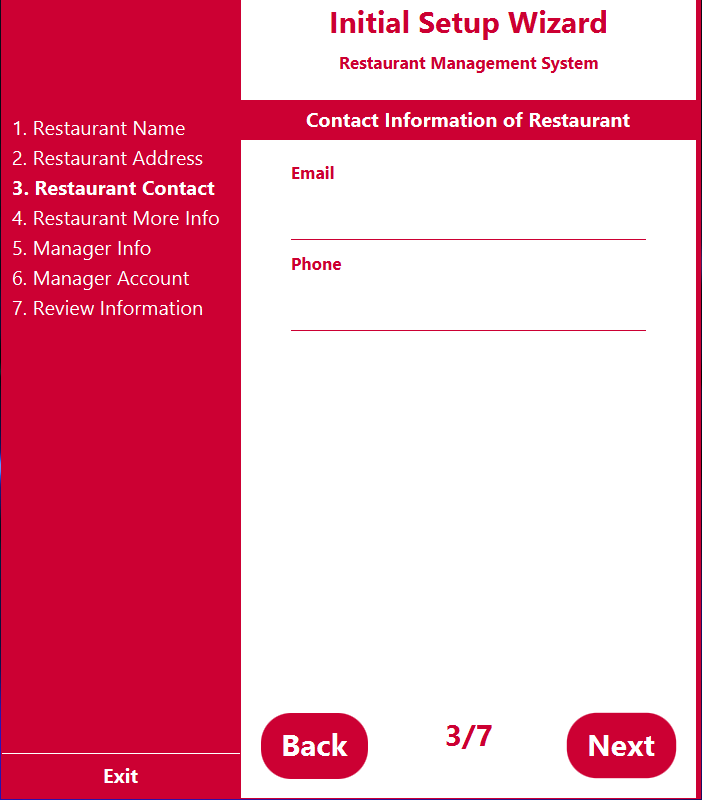 Initial Setup Wizard
Restaurant Management System
1. Restaurant Name
2. Restaurant Address
3. Restaurant Contact
4. Restaurant More Info
5. Manager Info
6. Manager Account
7. Review Information
Exit
Contact Information of Restaurant
Email
Phone
Back
3/7
Next